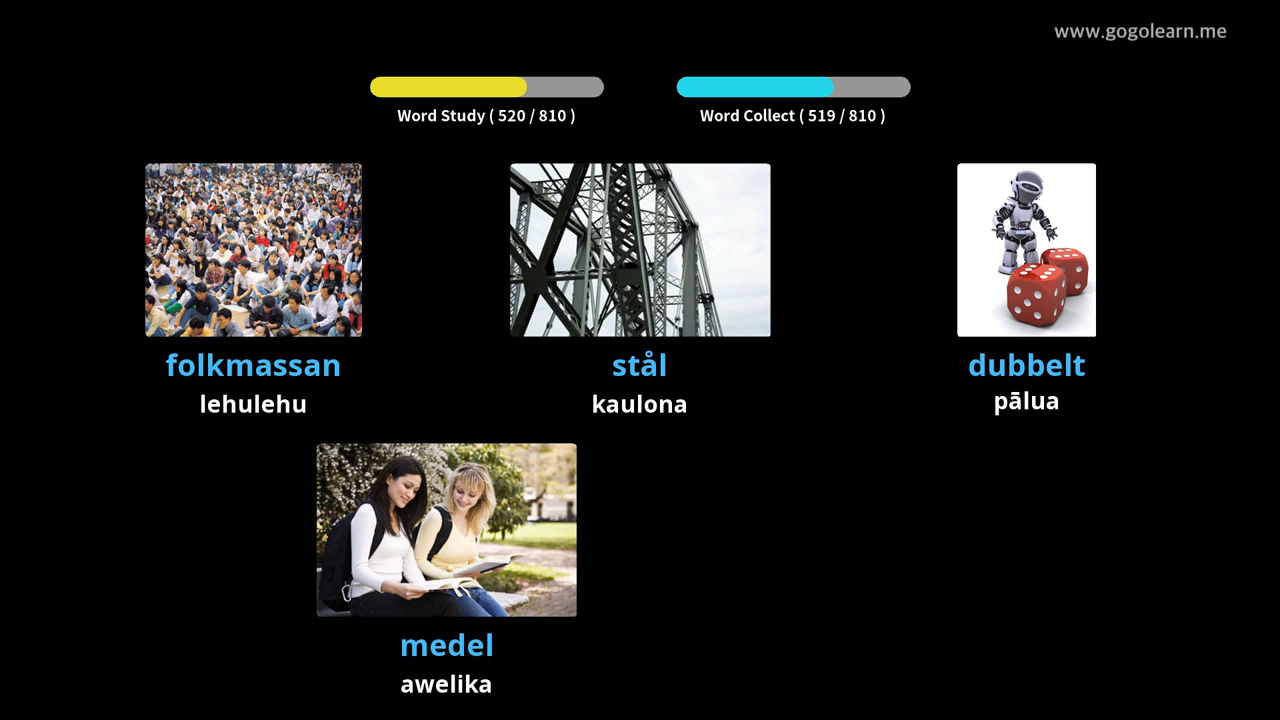 www.gogolearn.me
Word Study ( 520 / 810 )
Word Collect ( 519 / 810 )
folkmassan
lehulehu
stål
kaulona
dubbelt
pālua
medel
awelika